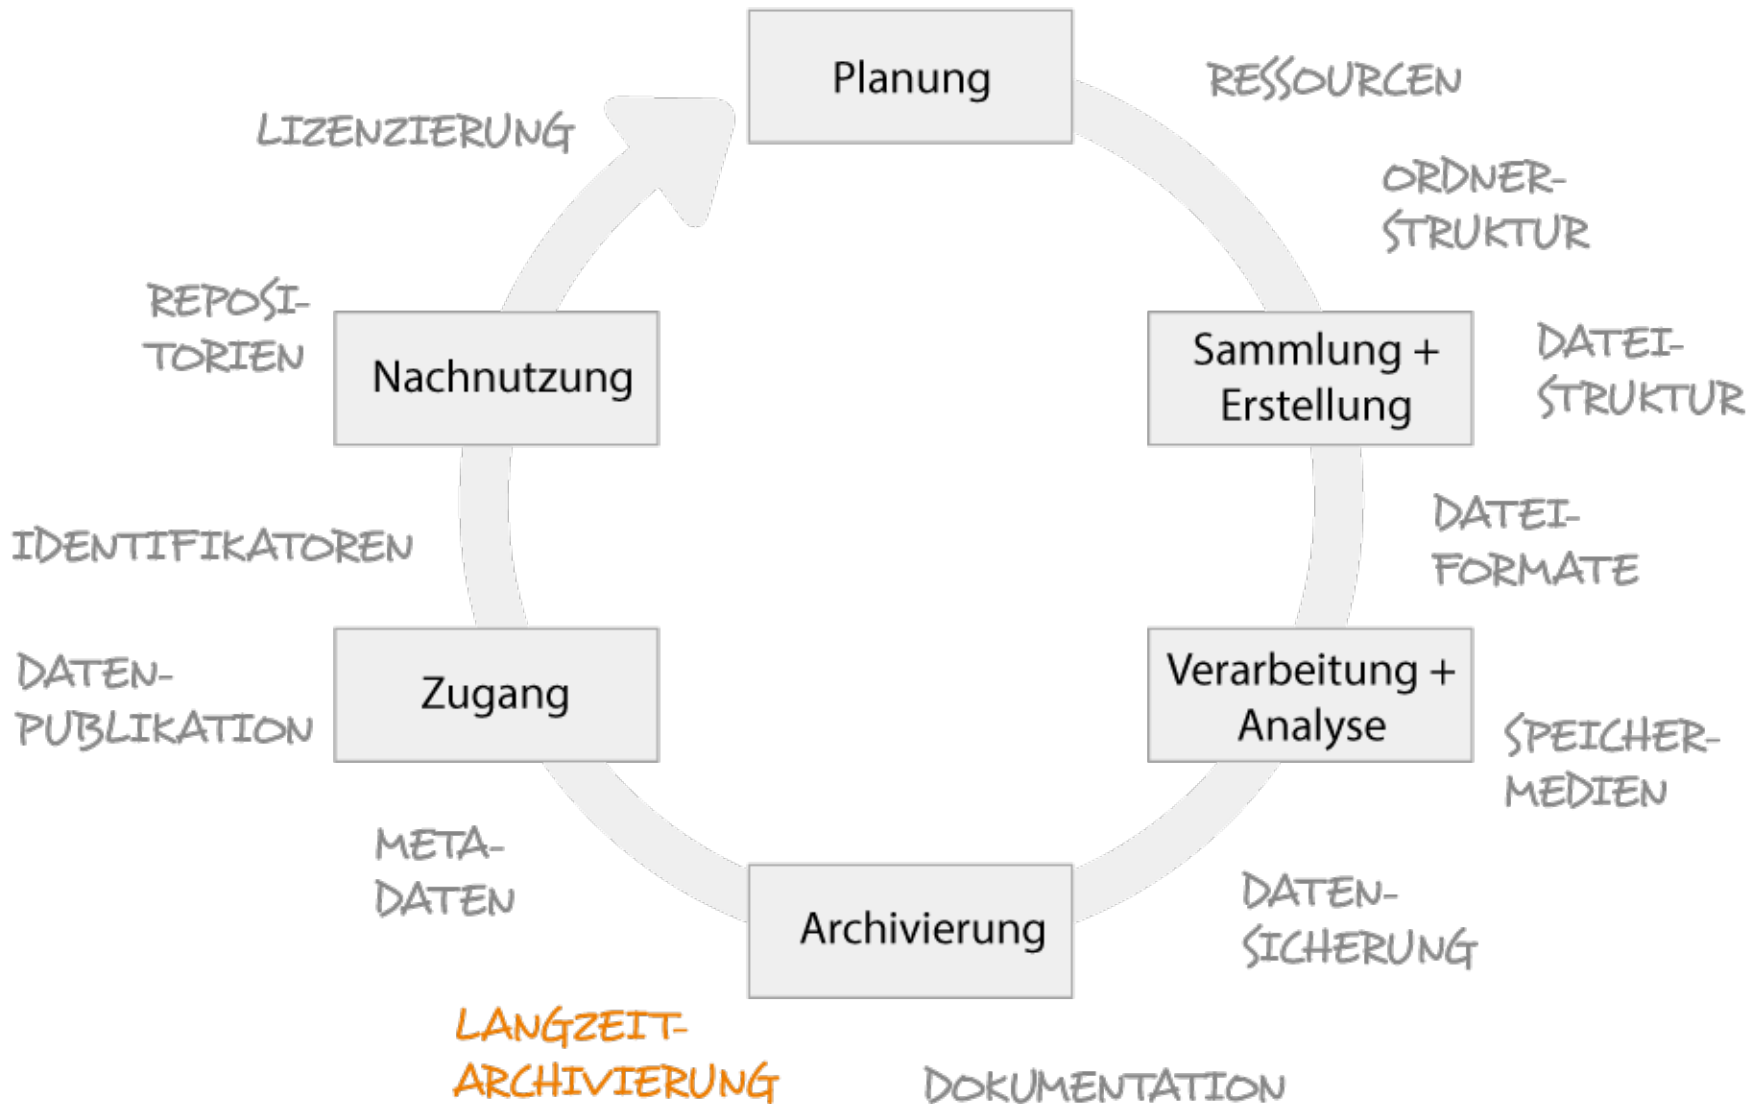 Planung
RESSOURCEN
LIZENZIERUNG
ORDNER-
STRUKTUR
REPOSI-
TORIEN
Nachnutzung
Sammlung +
Erstellung
DATEI-
STRUKTUR
IDENTIFIKATOREN
DATEI-
FORMATE
DATEN-
PUBLIKATION
Zugang
Verarbeitung +
Analyse
SPEICHER-
MEDIEN
META-
DATEN
Archivierung
DATEN-
SICHERUNG
LANGZEIT-
ARCHIVIERUNG
DOKUMENTATION